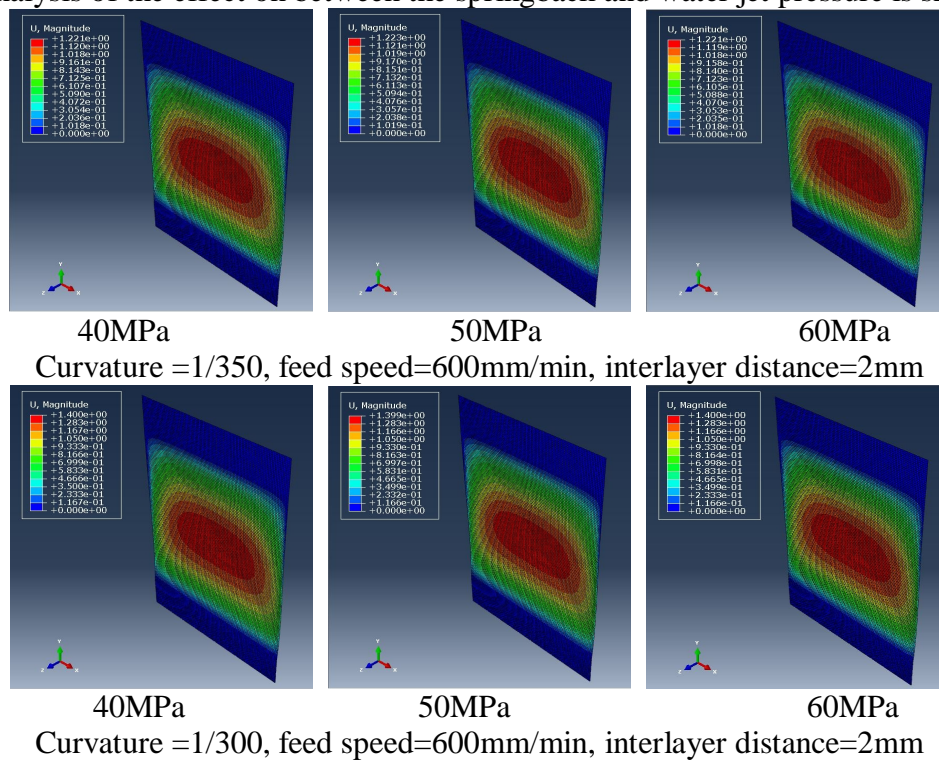 nalysis of the effect on between the springback and water jet pressure is
U, Magnitude
+1.221e+00
+1.120e+00
+1.018e+00
+9.161e-01
+8.143e-01
+7.125e-01
+6.107e-01
+5.090e-01
+4.072e-01
+3.054e-01
+2.036e-01
+1.018e-01
+0.000e+00
Y
Z X
U, Magnitude
+1.223e+00
+1.121e+00
+1.019e+00
+9.170e-01
+8.151e-01
+7.132e-01
+6.113e-01
+5.094e-01
+4.076e-01
+3.057e-01
+2.038e-01
+1.019e-01
+0.000e+00
Y
Z X
U, Magnitude
+1.221e+00
+1.119e+00
+1.018e+00
+9.158e-01
+8.140e-01
+7.123e-01
+6.105e-01
+5.088e-01
+4.070e-01
+3.053e-01
+2.035e-01
+1.018e-01
+0.000e+00
Y
Z X
40MPa 50MPa 60MPa
Curvature =1/350, feed speed=600mm/min, interlayer distance=2mm
U, Magnitude
+1.400e+00
+1.283e+00
+1.167e+00
+1.050e+00
+9.333e-01
+8.166e-01
+6.999e-01
+5.833e-01
+4.666e-01
+3.500e-01
+2.333e-01
+1.167e-01
+0.000e+00
Y
Z X
U, Magnitude
+1.399e+00
+1.283e+00
+1.166e+00
+1.050e+00
+9.330e-01
+8.163e-01
+6.997e-01
+5.831e-01
+4.665e-01
+3.499e-01
+2.332e-01
+1.166e-01
+0.000e+00
Y
Z X
U, Magnitude
+1.400e+00
+1.283e+00
+1.166e+00
+1.050e+00
+9.330e-01
+8.164e-01
+6.998e-01
+5.831e-01
+4.665e-01
+3.499e-01
+2.333e-01
+1.166e-01
+0.000e+00
Y
Z X
40MPa 50MPa 60MPa
Curvature =1/300, feed speed=600mm/min, interlayer distance=2mm